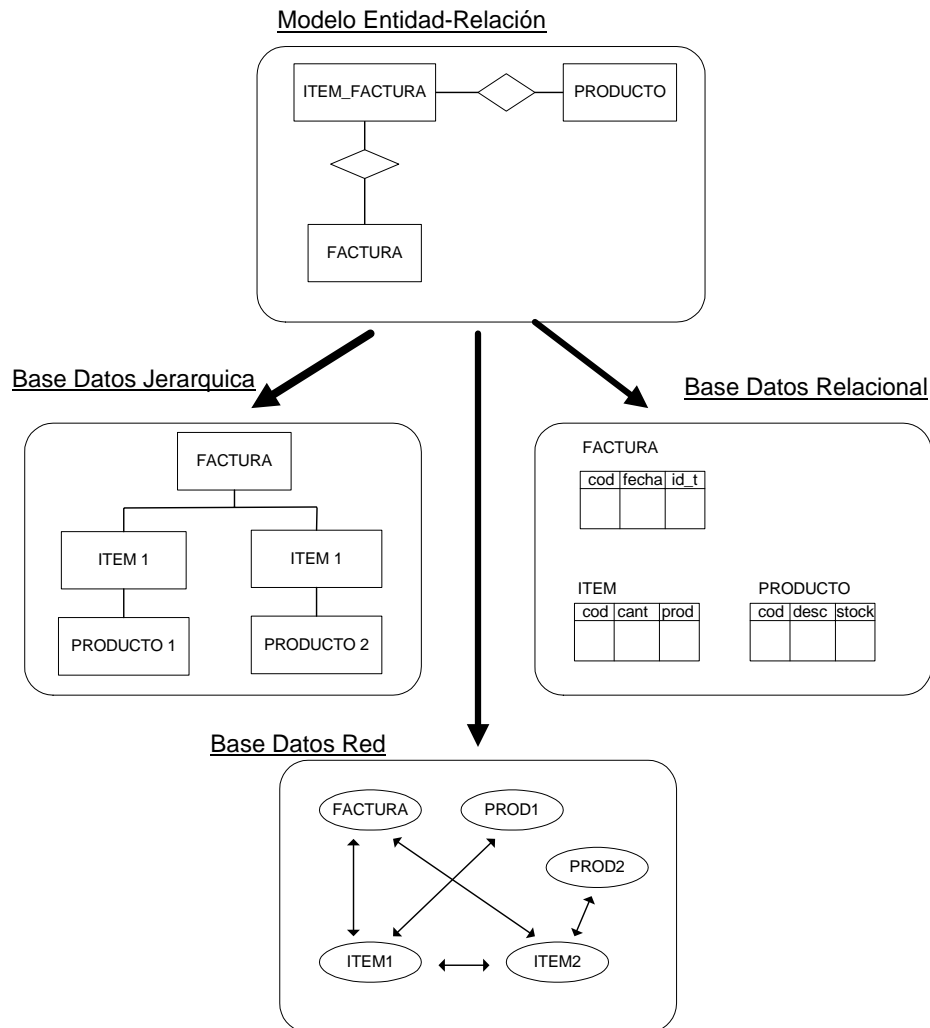 Modelo Entidad-Relación
ITEM_FACTURA
PRODUCTO
FACTURA
Base Datos Jerarquica
FACTURA
ITEM 1
ITEM 1
PRODUCTO 1
PRODUCTO 2
Base Datos Relacional
FACTURA
cod fecha id_t
ITEM
cod cant prod
PRODUCTO
cod desc stock
Base Datos Red
FACTURA
PROD1
PROD2
ITEM1
ITEM2